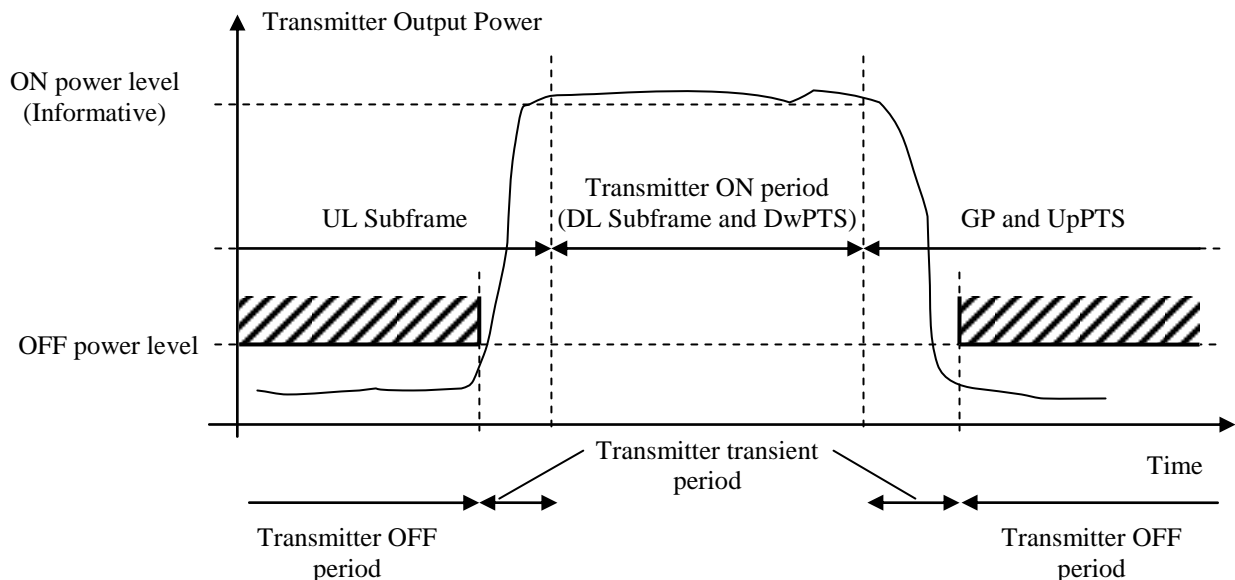 Transmitter Output Power
ON power level
(Informative)
Transmitter ON period
UL Subframe
(DL Subframe and DwPTS)
GP and UpPTS
OFF power level
Transmitter transient
period
Time
Transmitter OFF
period
Transmitter OFF
period